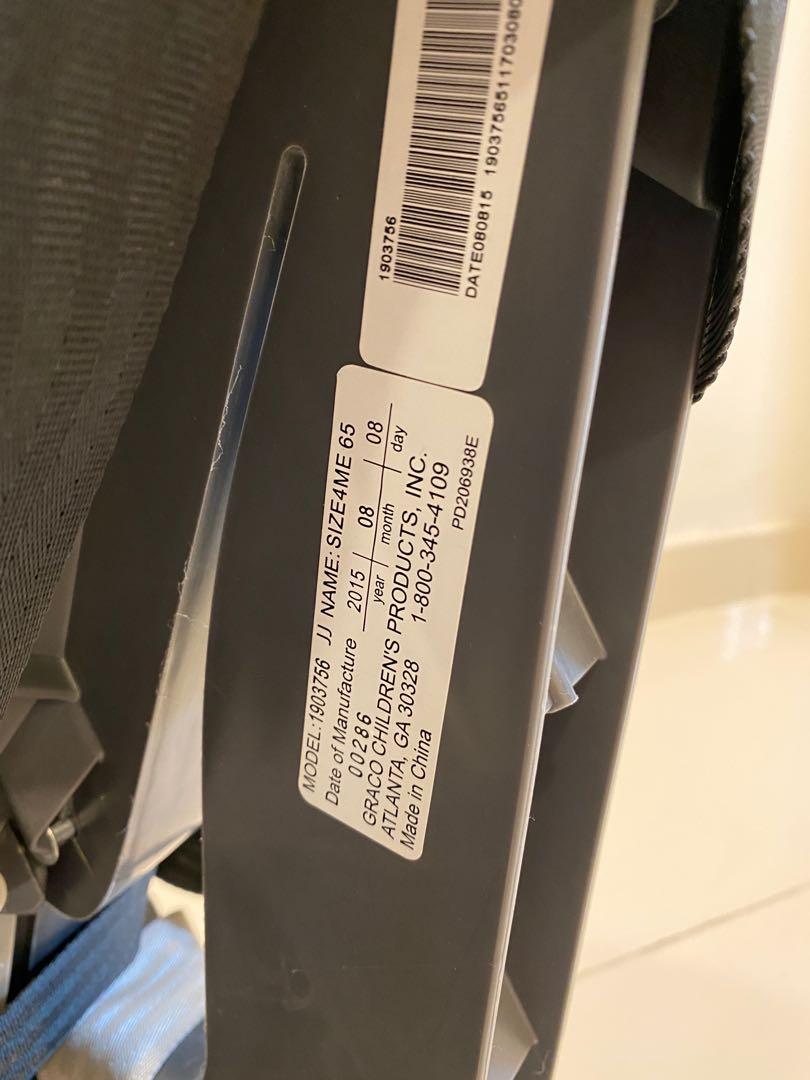 1903756
DATE080815 1903756511703080
MODEL:1903756 JJ NAME: SIZE4ME 65
Date of Manufacture 2015 | 08 | 08
year | month | day
00286
GRACO CHILDREN'S PRODUCTS, INC.
ATLANTA, GA 30328 1-800-345-4109
Made in China PD206938E